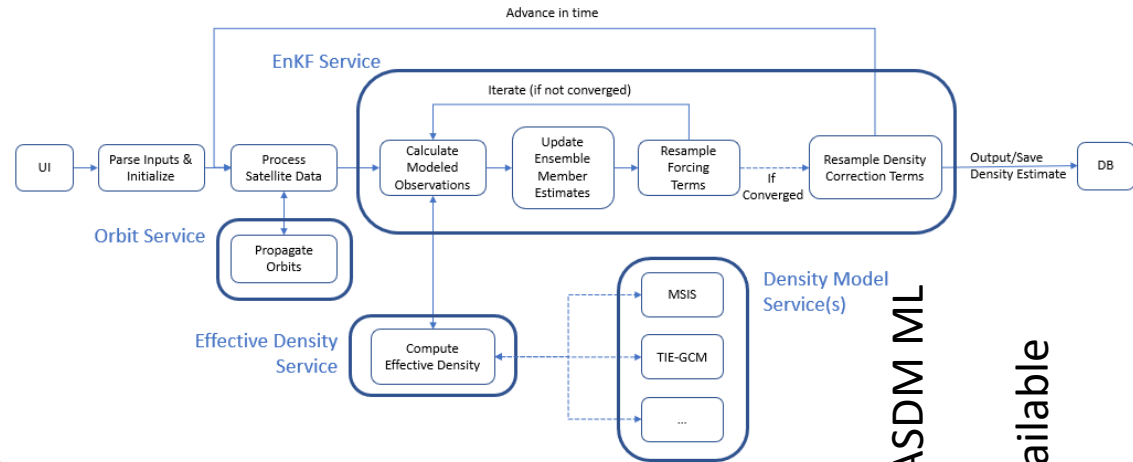 Advance in time
EnKF Service
Iterate (if not converged)
UI
Parse Inputs &
Initialize
Process
Satellite Data
Calculate
Modeled
Observations
Update
Ensemble
Member
Estimates
Resample
Forcing
Terms
If
Converged
Resample Density
Correction Terms
Output/Save
Density Estimate
DB
Orbit Service
Propagate
Orbits
Effective Density
Service
Compute
Effective Density
Density Model
Service(s)
MSIS
TIE-GCM
...
ASDM ML
ailable